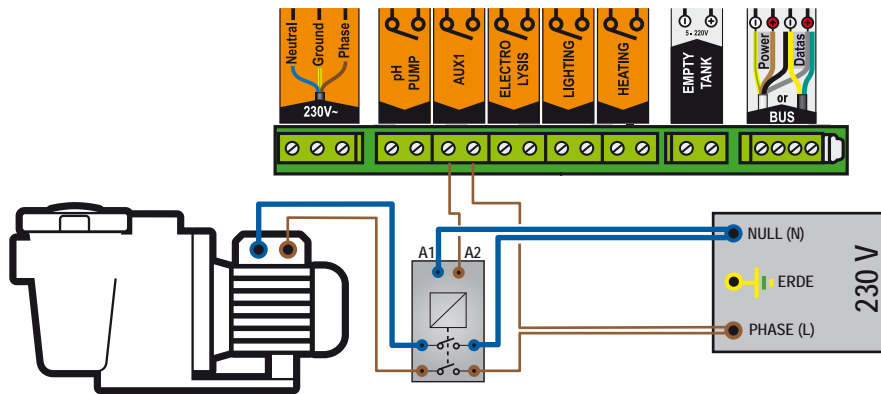 Neutral
Ground
Phase
230V~
pH
PUMP
AUX1
ELECTRO
LYSIS
LIGHTING
HEATING
5 - 220V
EMPTY
TANK
Power
Datas
or
BUS
A1
A2
NULL (N)
ERDE
PHASE (L)
230 V